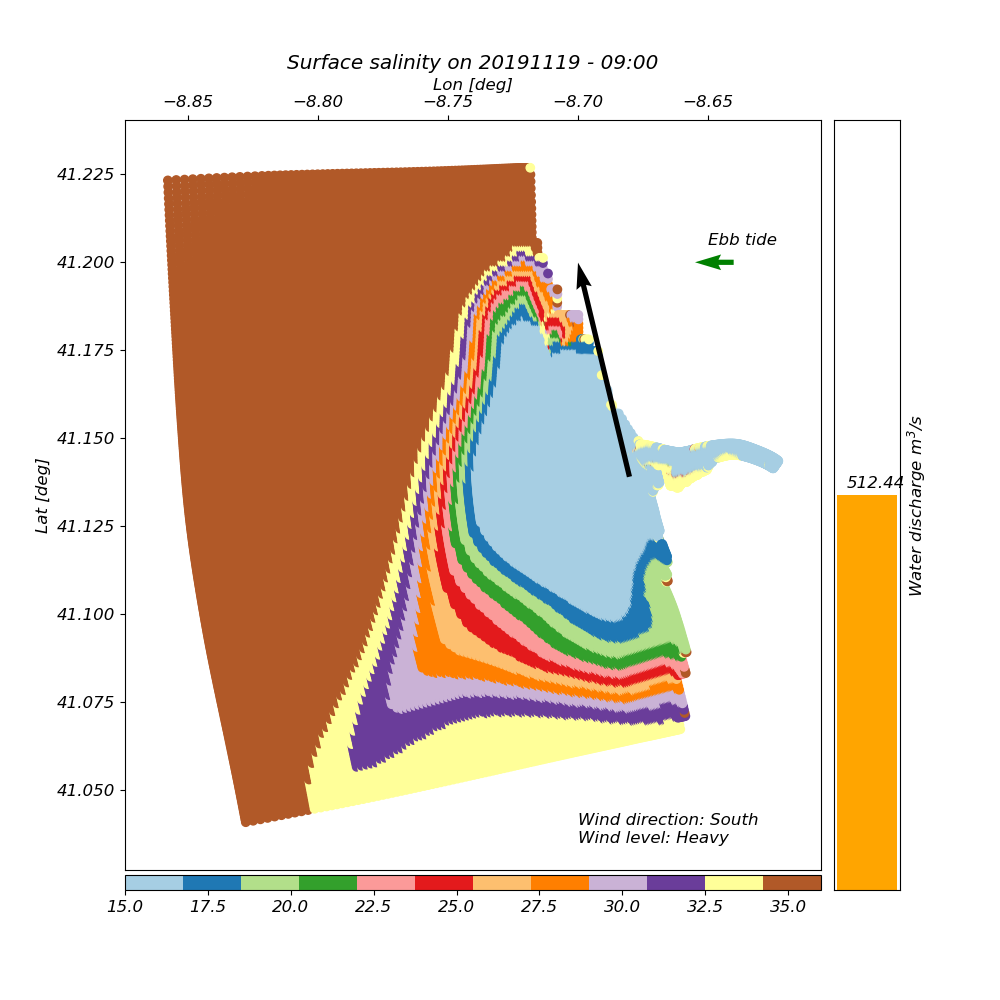 Surface salinity on 20191119 - 09:00
Lon [deg]
−8.85 −8.80 −8.75 −8.70 −8.65
41.225
41.200
41.175
41.150
41.125
41.100
41.075
41.050
Lat [deg]
Ebb tide
Wind direction: South
Wind level: Heavy
512.44
Water discharge m³/s
15.0 17.5 20.0 22.5 25.0 27.5 30.0 32.5 35.0